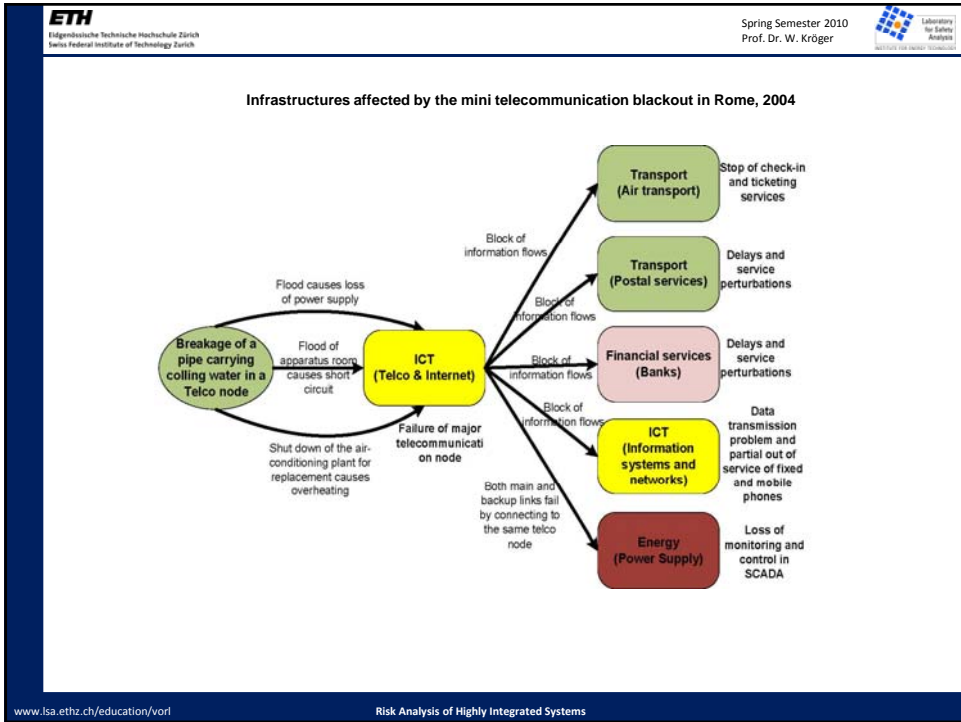 ETH
Eidgenössische Technische Hochschule Zürich
Swiss Federal Institute of Technology Zurich
Spring Semester 2010
Prof. Dr. W. Kröger
Laboratory
for Safety
Analysis
INSTITUTE FOR ENERGY TECHNOLOGY
Infrastructures affected by the mini telecommunication blackout in Rome, 2004
Breakage of a
pipe carrying
colling water in a
Telco node
Flood causes loss
of power supply
Flood of
apparatus room
causes short
circuit
Shut down of the air-
conditioning plant for
replacement causes
overheating
ICT
(Telco & Internet)
Failure of major
telecommunicati
on node
Block of
information flows
Block of
information flows
Block of
information flows
Block of
information flows
Both main and
backup links fail
by connecting to
the same telco
node
Transport
(Air transport)
Stop of check-in
and ticketing
services
Transport
(Postal services)
Delays and
service
perturbations
Financial services
(Banks)
Delays and
service
perturbations
ICT
(Information
systems and
networks)
Data
transmission
problem and
partial out of
service of fixed
and mobile
phones
Energy
(Power Supply)
Loss of
monitoring and
control in
SCADA
www.lsa.ethz.ch/education/vorl
Risk Analysis of Highly Integrated Systems